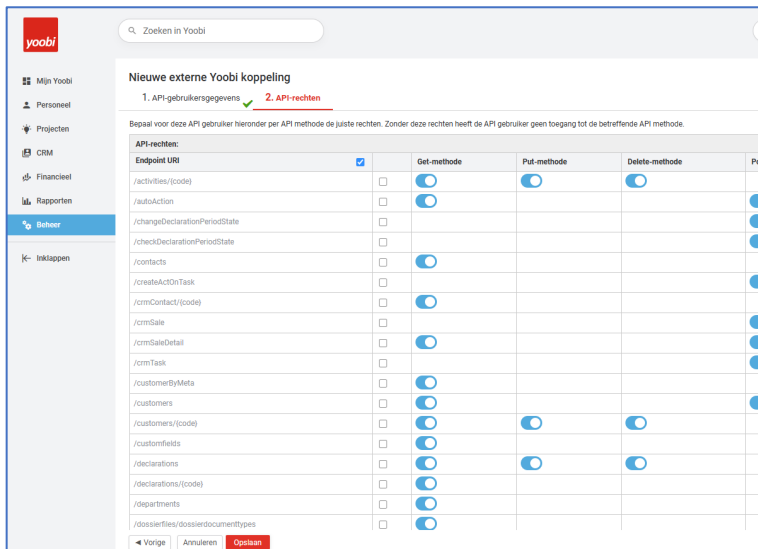 yoobi
Zoeken in Yoobi
Mijn Yoobi
Personeel
Projecten
CRM
Financieel
Rapporten
Beheer
Inklappen
Nieuwe externe Yoobi koppeling
1. API-gebruikersgegevens 2. API-rechten
Bepaal voor deze API gebruiker hieronder per API methode de juiste rechten. Zonder deze rechten heeft de API gebruiker geen toegang tot de betreffende API methode.
API-rechten:
Endpoint URI Get-methode Put-methode Delete-methode
/activities/{code}
/autoAction
/changeDeclarationPeriodState
/checkDeclarationPeriodState
/contacts
/createActOnTask
/crmContact/{code}
/crmSale
/crmSaleDetail
/crmTask
/customerByMeta
/customers
/customers/{code}
/customfields
/declarations
/declarations/{code}
/departments
/dossierfiles/dossierdocumenttypes
Vorige Annuleren Opslaan